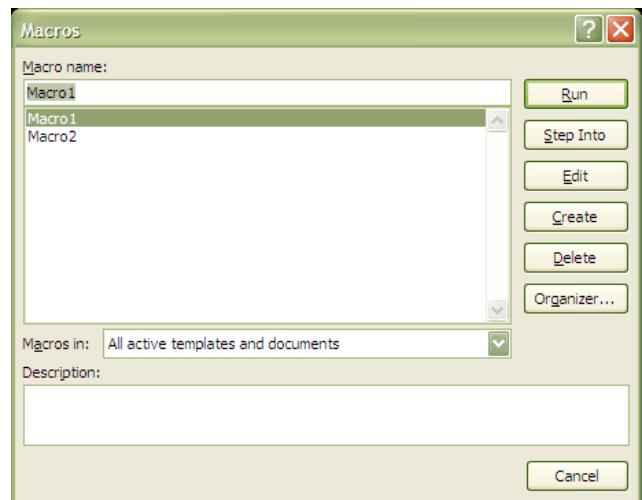 Macros
Macro name:
Macro1
Run
Macro1
Macro2
Step Into
Edit
Create
Delete
Organizer...
Macros in: All active templates and documents
Description:
Cancel